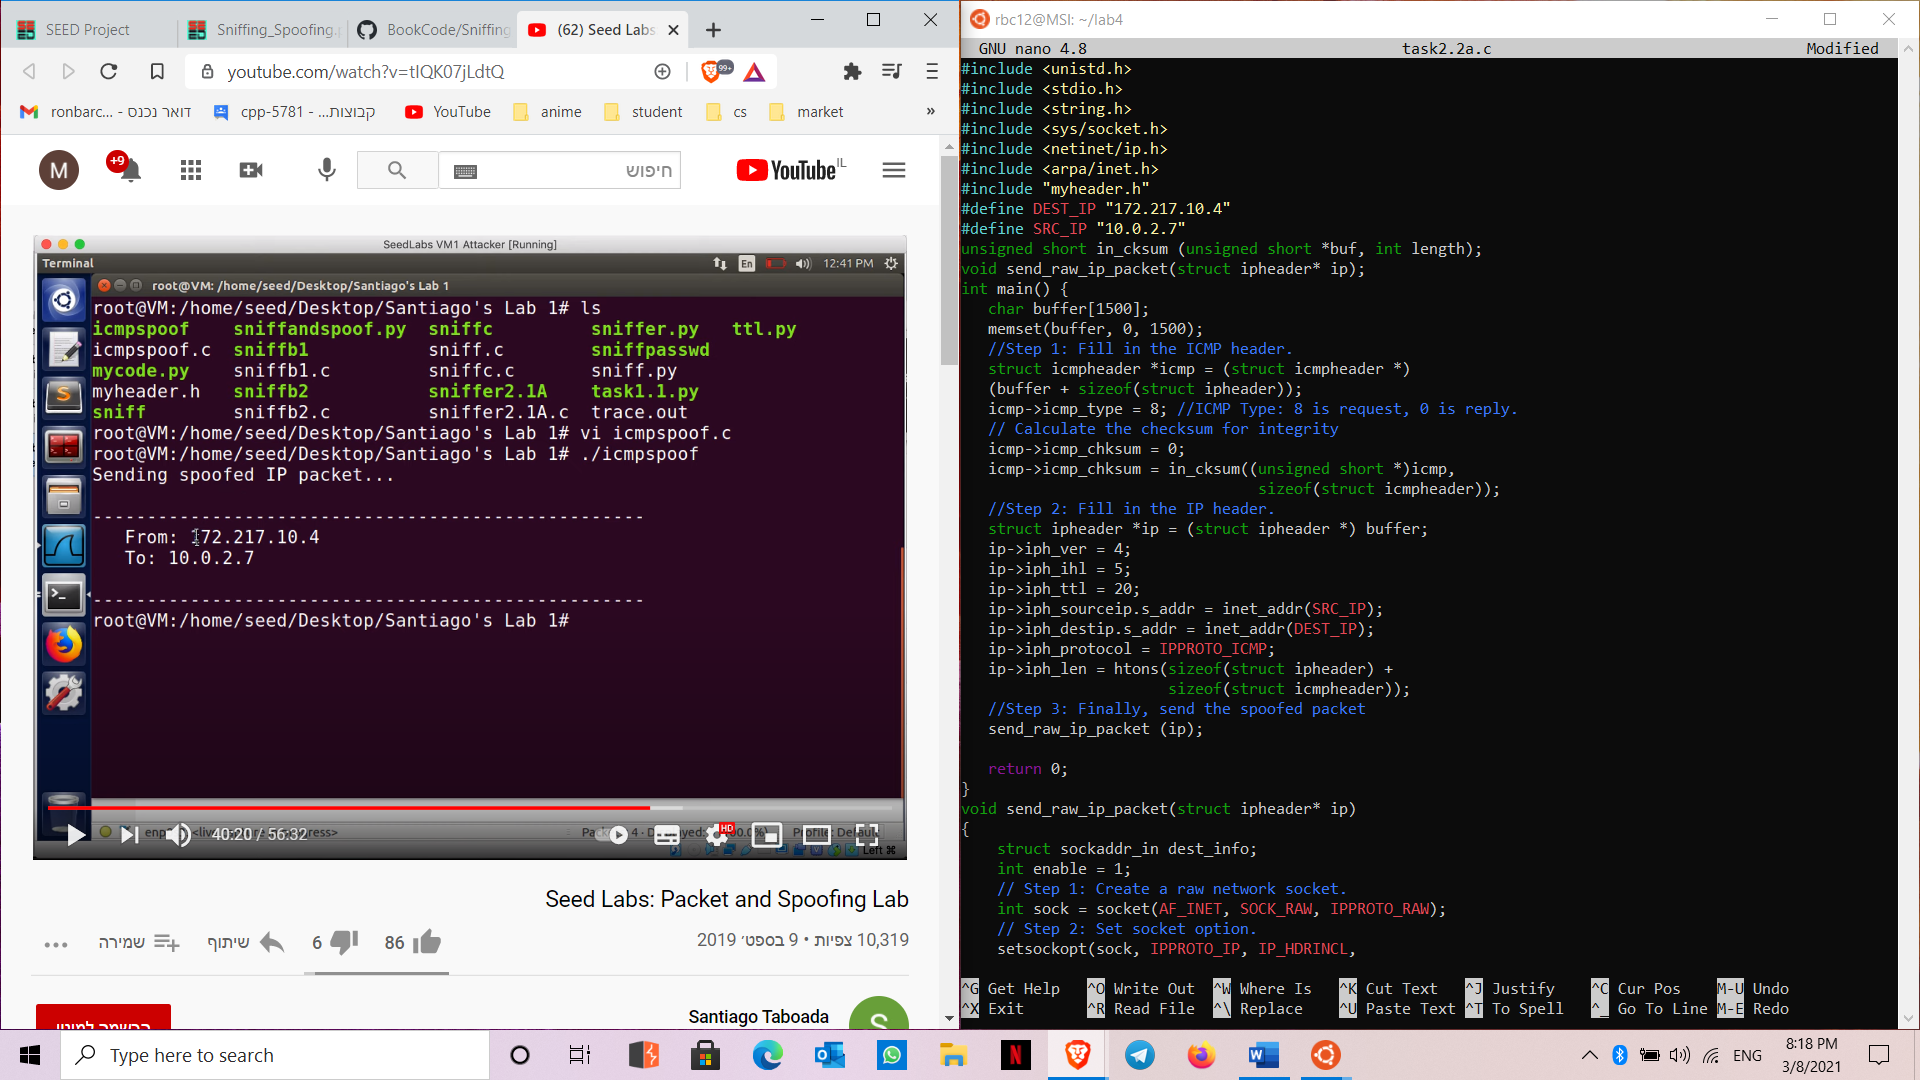 SEED Project
Sniffing_Spoofing.p
BookCode/Sniffing
(62) Seed Labs
youtube.com/watch?v=tIQK07jLdtQ
99+
ronbarc... - דואר נכנס
cpp-5781 - ...קבוצות
YouTube
anime
student
cs
market
»
M
+9
חיפוש
YouTube IL
SeedLabs VM1 Attacker [Running]
Terminal
En
12:41 PM
root@VM: /home/seed/Desktop/Santiago's Lab 1
root@VM:/home/seed/Desktop/Santiago's Lab 1# ls
icmpspoof sniffandspoof.py sniffc sniffer.py ttl.py
icmpspoof.c sniffb1 sniff.c sniffpasswd
mycode.py sniffb1.c sniffc.c sniff.py
myheader.h sniffb2 sniffer2.1A task1.1.py
sniff sniffb2.c sniffer2.1A.c trace.out
root@VM:/home/seed/Desktop/Santiago's Lab 1# vi icmpspoof.c
root@VM:/home/seed/Desktop/Santiago's Lab 1# ./icmpspoof
Sending spoofed IP packet...
---------------------------------------------------
From: 172.217.10.4
To: 10.0.2.7
---------------------------------------------------
root@VM:/home/seed/Desktop/Santiago's Lab 1#
40:20 / 56:32
HD
Profile: Default
Left ⌘
Seed Labs: Packet and Spoofing Lab
10,319 צפיות • 9 בספט׳ 2019
86
6
שיתוף
שמירה
Santiago Taboada
S
rbc12@MSI: ~/lab4
GNU nano 4.8 task2.2a.c Modified
#include <unistd.h>
#include <stdio.h>
#include <string.h>
#include <sys/socket.h>
#include <netinet/ip.h>
#include <arpa/inet.h>
#include "myheader.h"
#define DEST_IP "172.217.10.4"
#define SRC_IP "10.0.2.7"
unsigned short in_cksum (unsigned short *buf, int length);
void send_raw_ip_packet(struct ipheader* ip);
int main() {
char buffer[1500];
memset(buffer, 0, 1500);
//Step 1: Fill in the ICMP header.
struct icmpheader *icmp = (struct icmpheader *)
(buffer + sizeof(struct ipheader));
icmp->icmp_type = 8; //ICMP Type: 8 is request, 0 is reply.
// Calculate the checksum for integrity
icmp->icmp_chksum = 0;
icmp->icmp_chksum = in_cksum((unsigned short *)icmp,
sizeof(struct icmpheader));
//Step 2: Fill in the IP header.
struct ipheader *ip = (struct ipheader *) buffer;
ip->iph_ver = 4;
ip->iph_ihl = 5;
ip->iph_ttl = 20;
ip->iph_sourceip.s_addr = inet_addr(SRC_IP);
ip->iph_destip.s_addr = inet_addr(DEST_IP);
ip->iph_protocol = IPPROTO_ICMP;
ip->iph_len = htons(sizeof(struct ipheader) +
sizeof(struct icmpheader));
//Step 3: Finally, send the spoofed packet
send_raw_ip_packet (ip);
return 0;
}
void send_raw_ip_packet(struct ipheader* ip)
{
struct sockaddr_in dest_info;
int enable = 1;
// Step 1: Create a raw network socket.
int sock = socket(AF_INET, SOCK_RAW, IPPROTO_RAW);
// Step 2: Set socket option.
setsockopt(sock, IPPROTO_IP, IP_HDRINCL,
^G Get Help ^O Write Out ^W Where Is ^K Cut Text ^J Justify ^C Cur Pos M-U Undo
^X Exit ^R Read File ^\ Replace ^U Paste Text ^T To Spell ^_ Go To Line M-E Redo
Type here to search
ENG
8:18 PM
3/8/2021